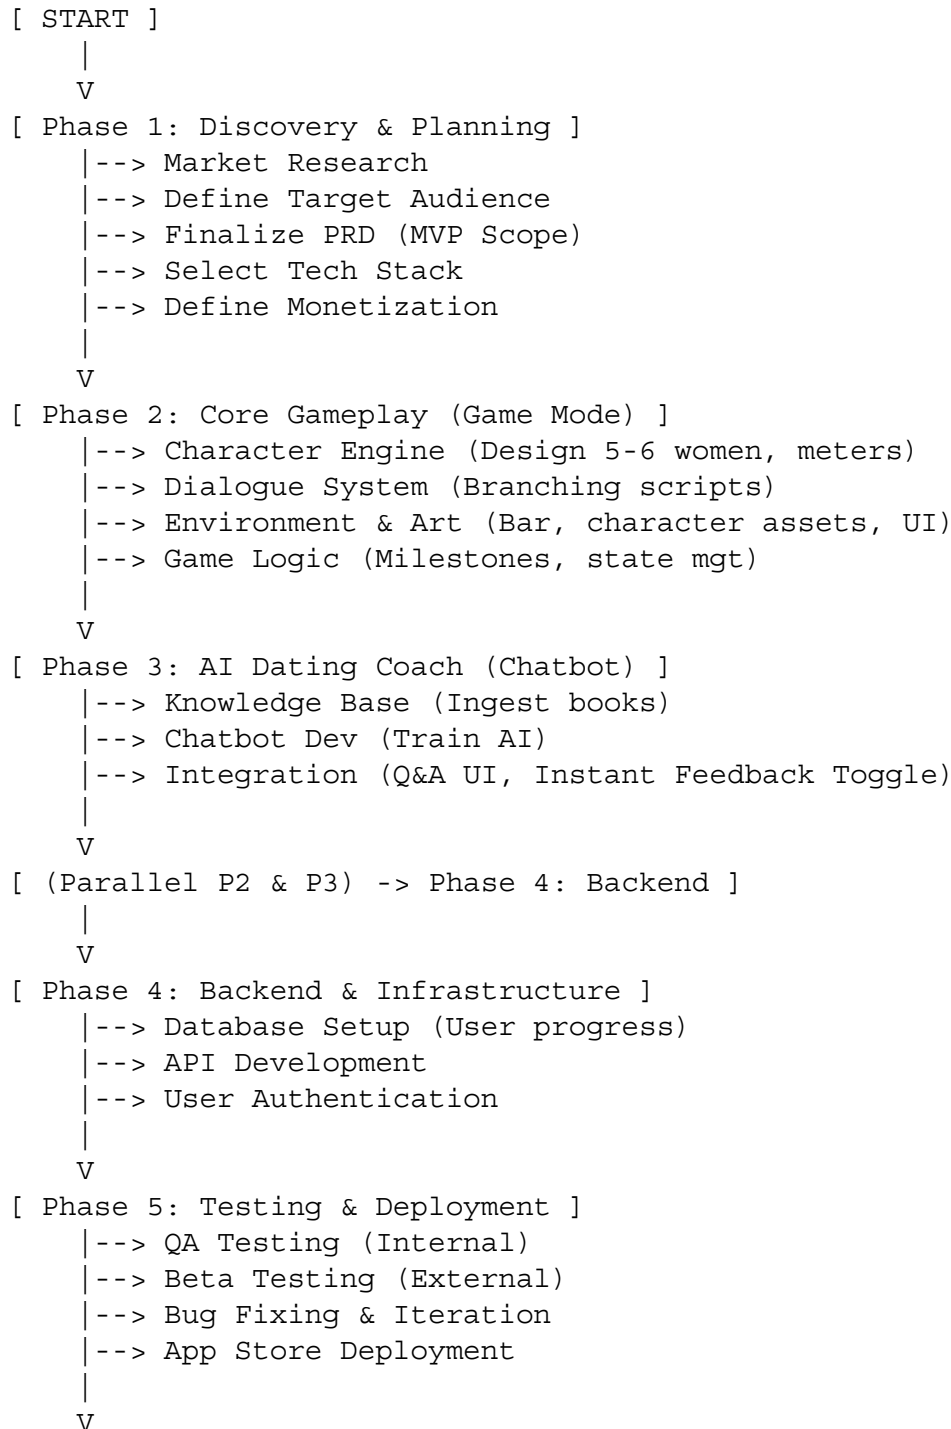 [ START ]
|
V
[ Phase 1: Discovery & Planning ]
|--> Market Research
|--> Define Target Audience
|--> Finalize PRD (MVP Scope)
|--> Select Tech Stack
|--> Define Monetization
|
V
[ Phase 2: Core Gameplay (Game Mode) ]
|--> Character Engine (Design 5-6 women, meters)
|--> Dialogue System (Branching scripts)
|--> Environment & Art (Bar, character assets, UI)
|--> Game Logic (Milestones, state mgt)
|
V
[ Phase 3: AI Dating Coach (Chatbot) ]
|--> Knowledge Base (Ingest books)
|--> Chatbot Dev (Train AI)
|--> Integration (Q&A UI, Instant Feedback Toggle)
|
V
[ (Parallel P2 & P3) -> Phase 4: Backend ]
|
V
[ Phase 4: Backend & Infrastructure ]
|--> Database Setup (User progress)
|--> API Development
|--> User Authentication
|
V
[ Phase 5: Testing & Deployment ]
|--> QA Testing (Internal)
|--> Beta Testing (External)
|--> Bug Fixing & Iteration
|--> App Store Deployment
|
V